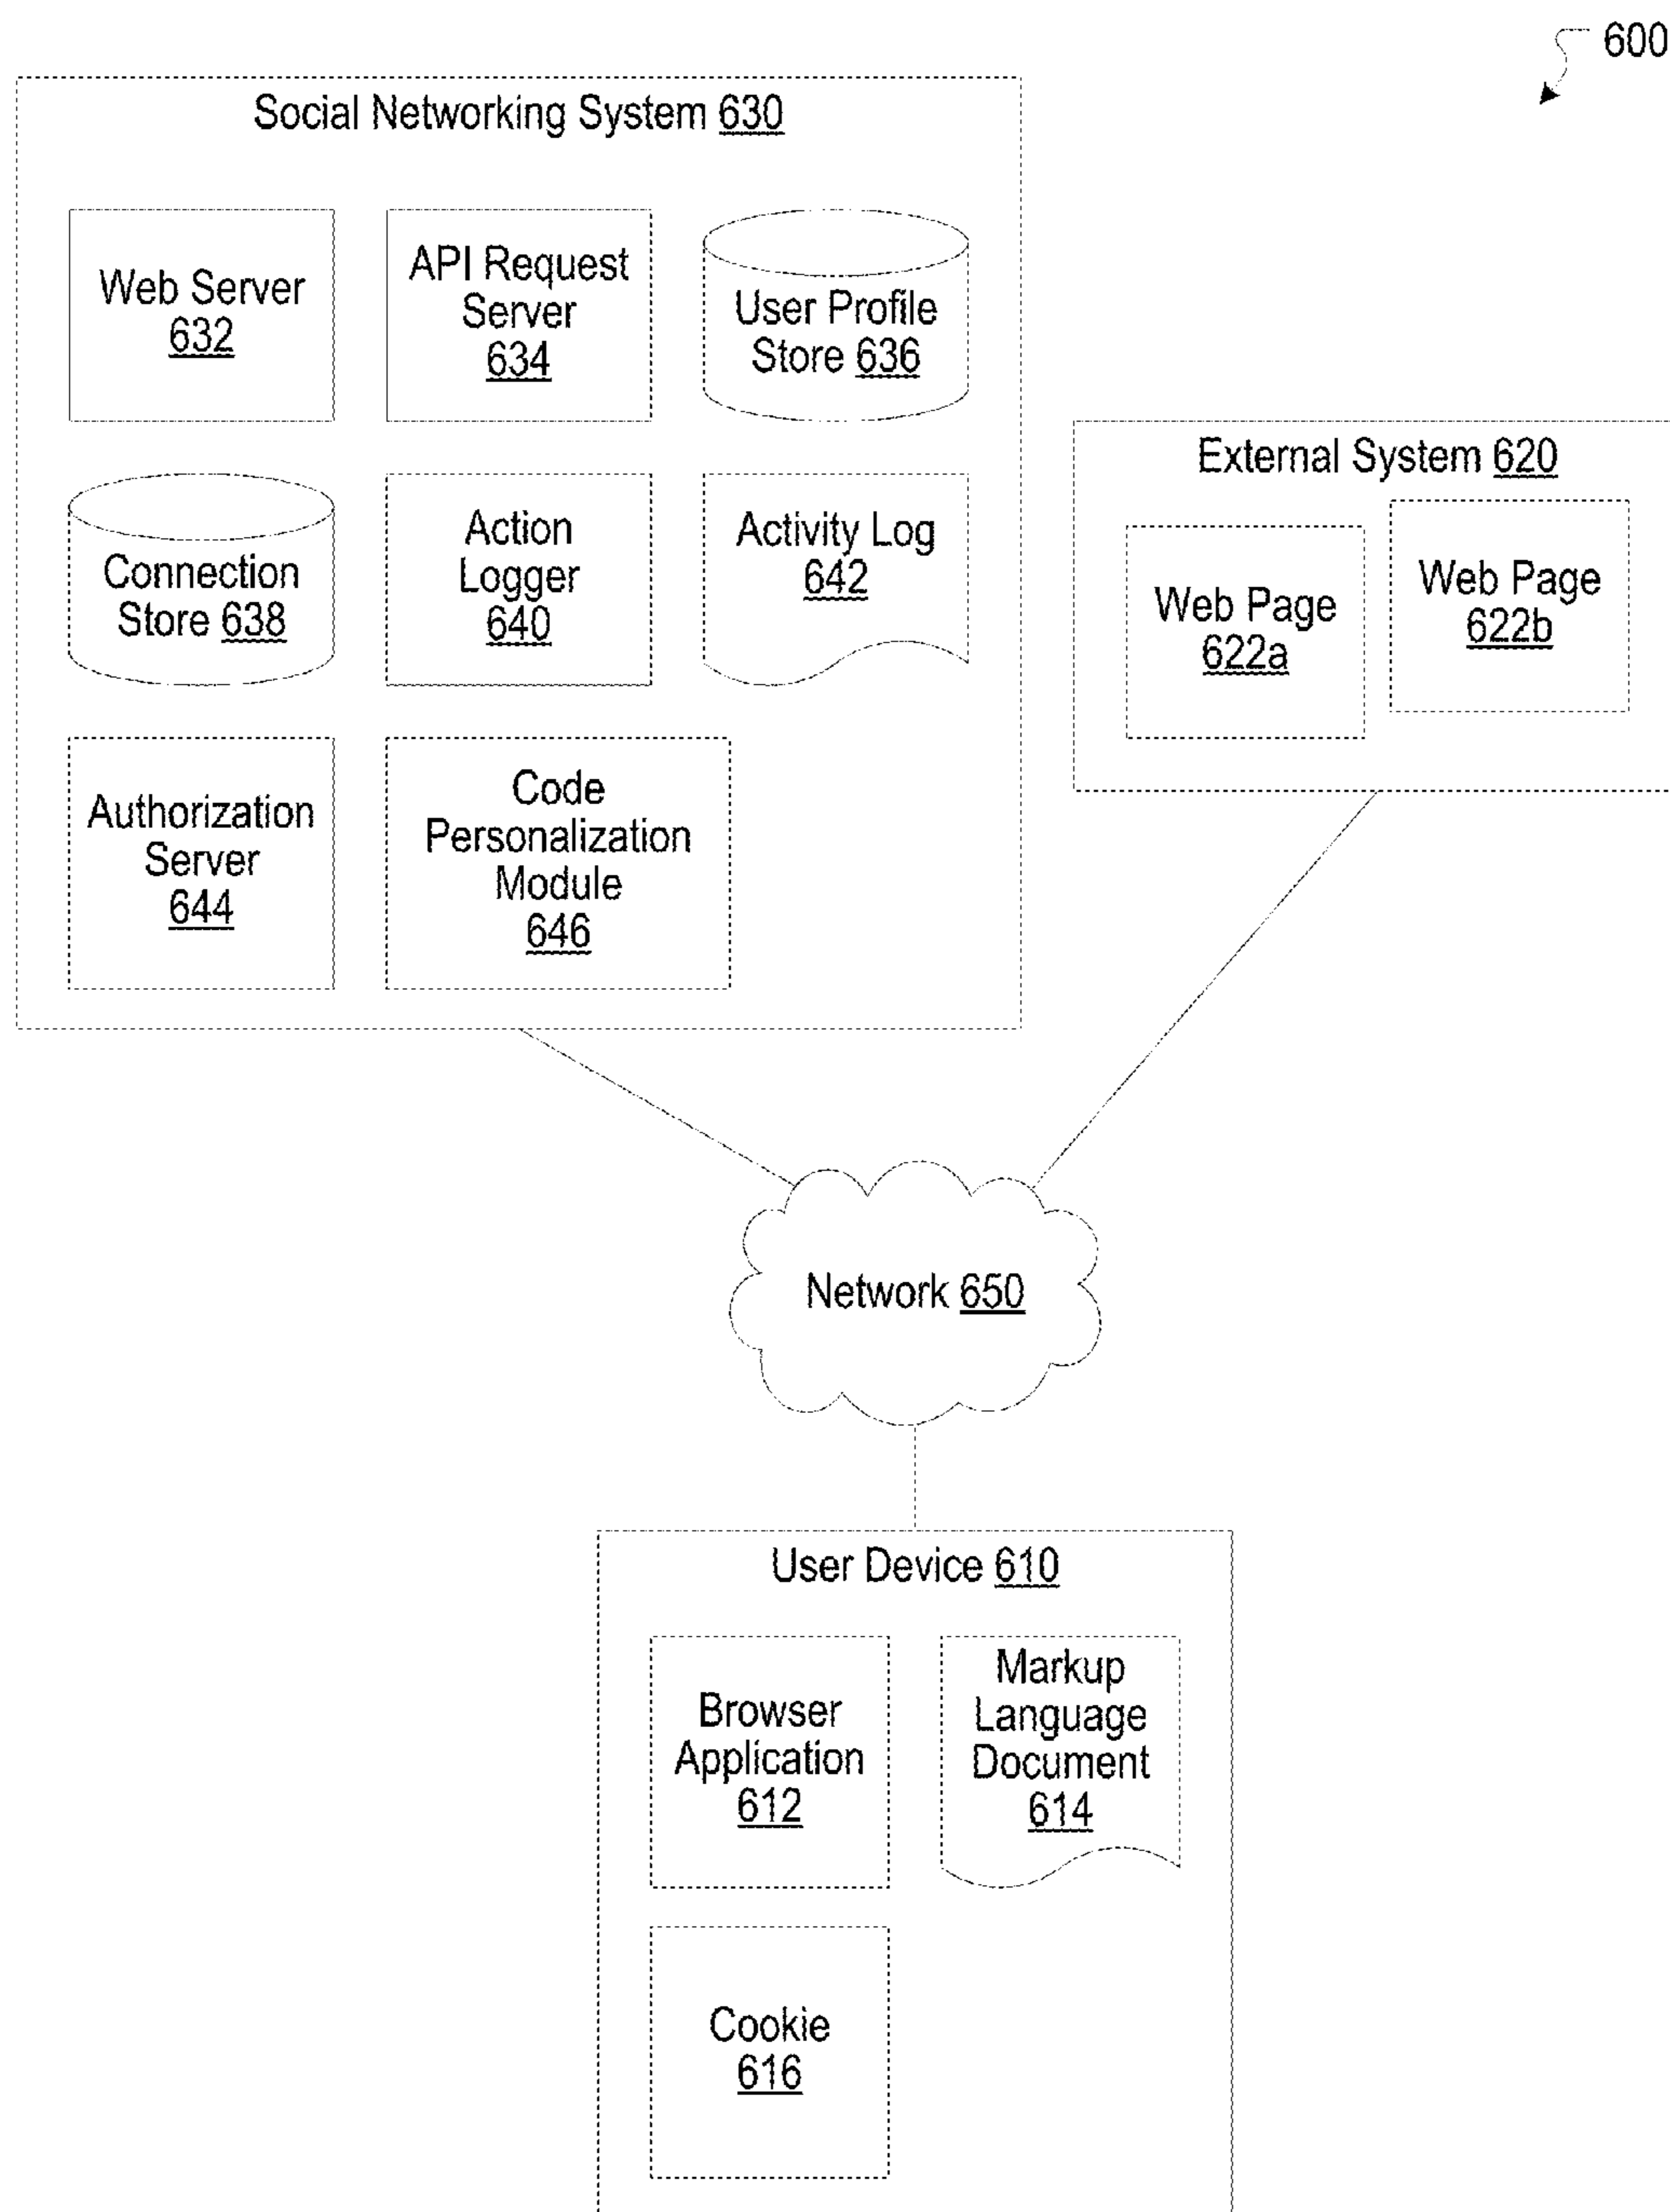 600
Social Networking System 630
Web Server
632
API Request
Server
634
User Profile
Store 636
Connection
Store 638
Action
Logger
640
Activity Log
642
Authorization
Server
644
Code
Personalization
Module
646
External System 620
Web Page
622a
Web Page
622b
Network 650
User Device 610
Browser
Application
612
Markup
Language
Document
614
Cookie
616